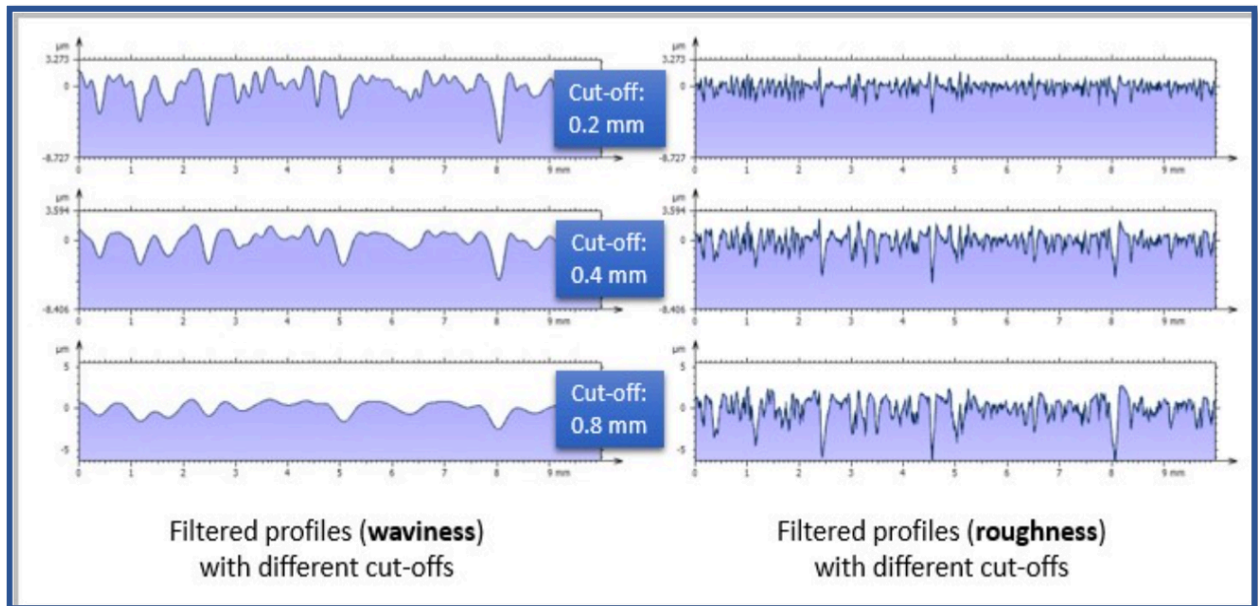 µm
3.273
0
-8.727
0 1 2 3 4 5 6 7 8 9 mm
Cut-off:
0.2 mm
µm
3.273
0
-8.727
0 1 2 3 4 5 6 7 8 9 mm
µm
3.594
0
-8.406
0 1 2 3 4 5 6 7 8 9 mm
Cut-off:
0.4 mm
µm
3.594
0
-8.406
0 1 2 3 4 5 6 7 8 9 mm
µm
5
0
-5
0 1 2 3 4 5 6 7 8 9 mm
Cut-off:
0.8 mm
µm
5
0
-5
0 1 2 3 4 5 6 7 8 9 mm
Filtered profiles (waviness)
with different cut-offs
Filtered profiles (roughness)
with different cut-offs